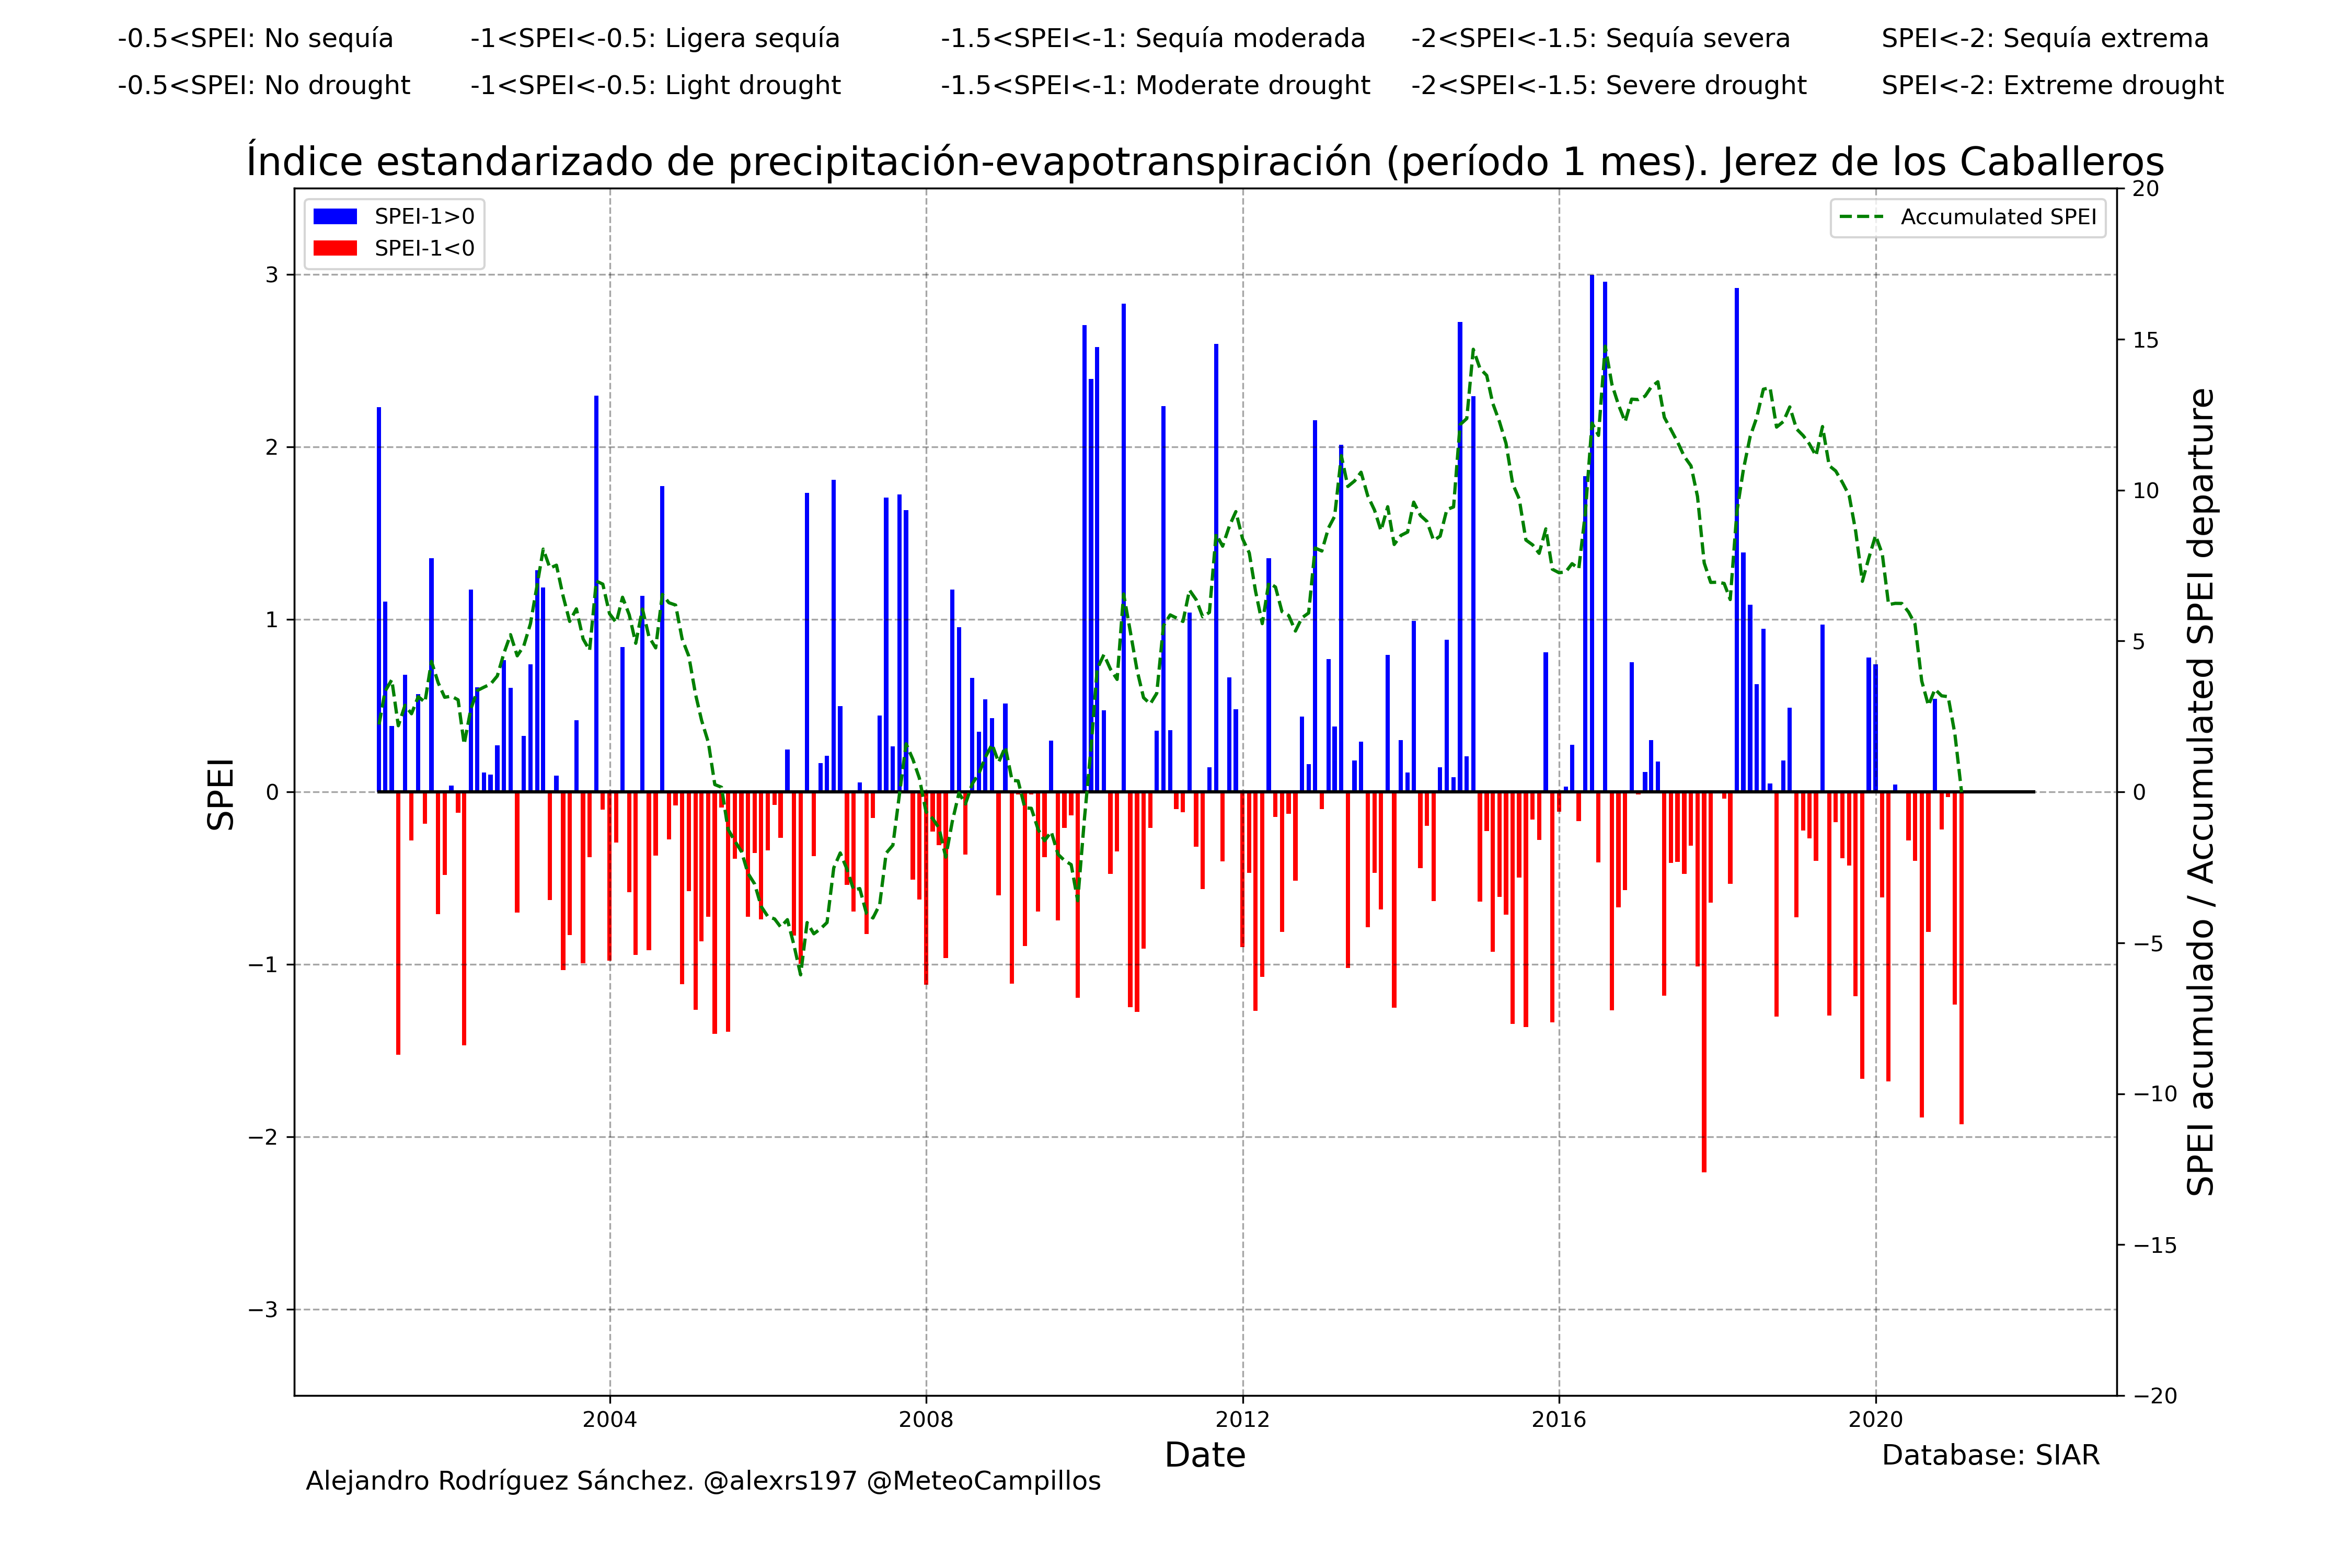 -0.5<SPEI: No sequía -1<SPEI<-0.5: Ligera sequía -1.5<SPEI<-1: Sequía moderada -2<SPEI<-1.5: Sequía severa SPEI<-2: Sequía extrema
-0.5<SPEI: No drought -1<SPEI<-0.5: Light drought -1.5<SPEI<-1: Moderate drought -2<SPEI<-1.5: Severe drought SPEI<-2: Extreme drought
Índice estandarizado de precipitación-evapotranspiración (período 1 mes). Jerez de los Caballeros
SPEI-1>0
SPEI-1<0
Accumulated SPEI
SPEI
3
2
1
0
−1
−2
−3
20
15
10
5
0
−5
−10
−15
−20
SPEI acumulado / Accumulated SPEI departure
2004 2008 2012 2016 2020
Date
Database: SIAR
Alejandro Rodríguez Sánchez. @alexrs197 @MeteoCampillos